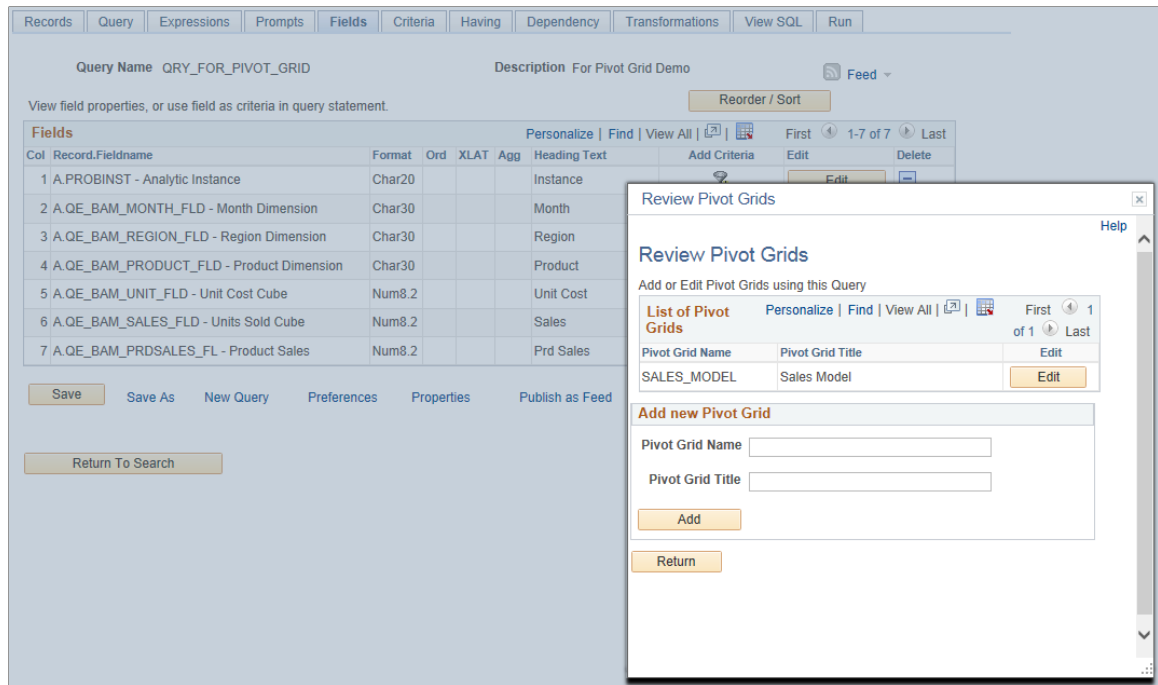 Records Query Expressions Prompts Fields Criteria Having Dependency Transformations View SQL Run
Query Name QRY_FOR_PIVOT_GRID Description For Pivot Grid Demo Feed
View field properties, or use field as criteria in query statement. Reorder / Sort
Fields Personalize | Find | View All | | First 1-7 of 7 Last
Col Record.Fieldname Format Ord XLAT Agg Heading Text Add Criteria Edit Delete
1 A.PROBINST - Analytic Instance Char20 Instance Edit
2 A.QE_BAM_MONTH_FLD - Month Dimension Char30 Month
3 A.QE_BAM_REGION_FLD - Region Dimension Char30 Region
4 A.QE_BAM_PRODUCT_FLD - Product Dimension Char30 Product
5 A.QE_BAM_UNIT_FLD - Unit Cost Cube Num8.2 Unit Cost
6 A.QE_BAM_SALES_FLD - Units Sold Cube Num8.2 Sales
7 A.QE_BAM_PRDSALES_FL - Product Sales Num8.2 Prd Sales
Save Save As New Query Preferences Properties Publish as Feed
Return To Search
Review Pivot Grids
Help
Review Pivot Grids
Add or Edit Pivot Grids using this Query
List of Pivot Grids Personalize | Find | View All | | First 1 of 1 Last
Pivot Grid Name Pivot Grid Title Edit
SALES_MODEL Sales Model Edit
Add new Pivot Grid
Pivot Grid Name
Pivot Grid Title
Add
Return